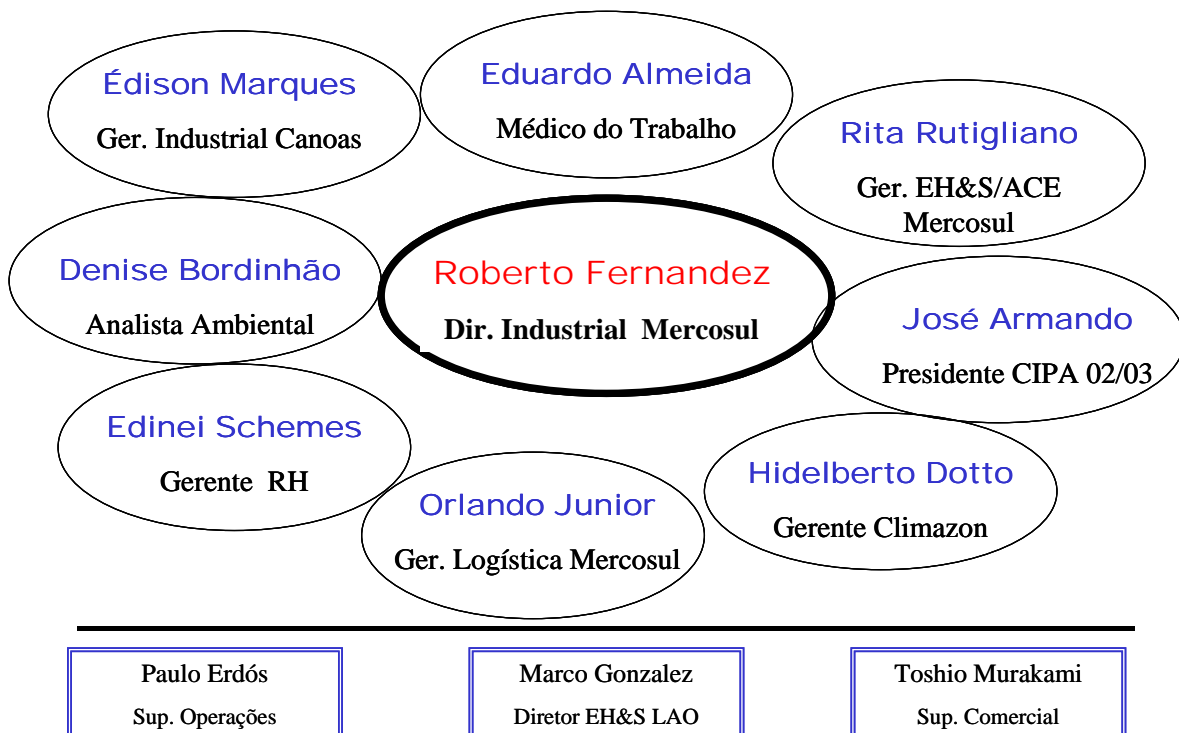 Édison Marques
Ger. Industrial Canoas
Eduardo Almeida
Médico do Trabalho
Rita Rutigliano
Ger. EH&S/ACE
Mercosul
Denise Bordinhão
Analista Ambiental
Roberto Fernandez
Dir. Industrial Mercosul
José Armando
Presidente CIPA 02/03
Edinei Schemes
Gerente RH
Orlando Junior
Ger. Logística Mercosul
Hidelberto Dotto
Gerente Climazon
Paulo Erdós
Sup. Operações
Marco Gonzalez
Diretor EH&S LAO
Toshio Murakami
Sup. Comercial